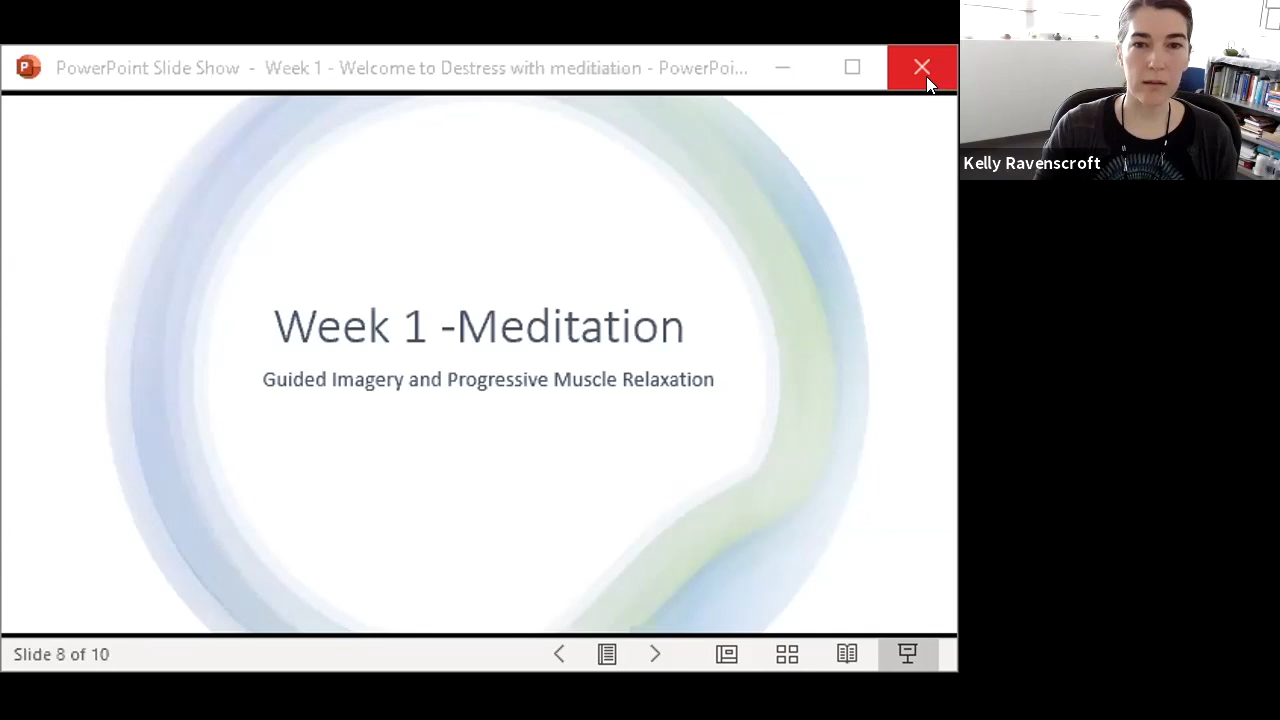 PowerPoint Slide Show - Week 1 - Welcome to Destress with meditation - PowerPoi...
Kelly Ravenscroft
Week 1 -Meditation
Guided Imagery and Progressive Muscle Relaxation
Slide 8 of 10